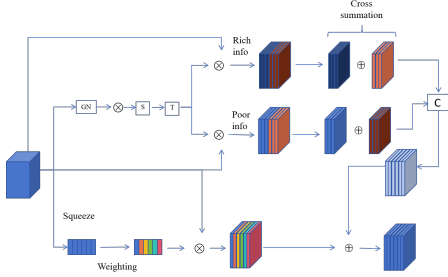 Cross
summation
Rich
info
GN
S
T
Poor
info
C
Squeeze
Weighting